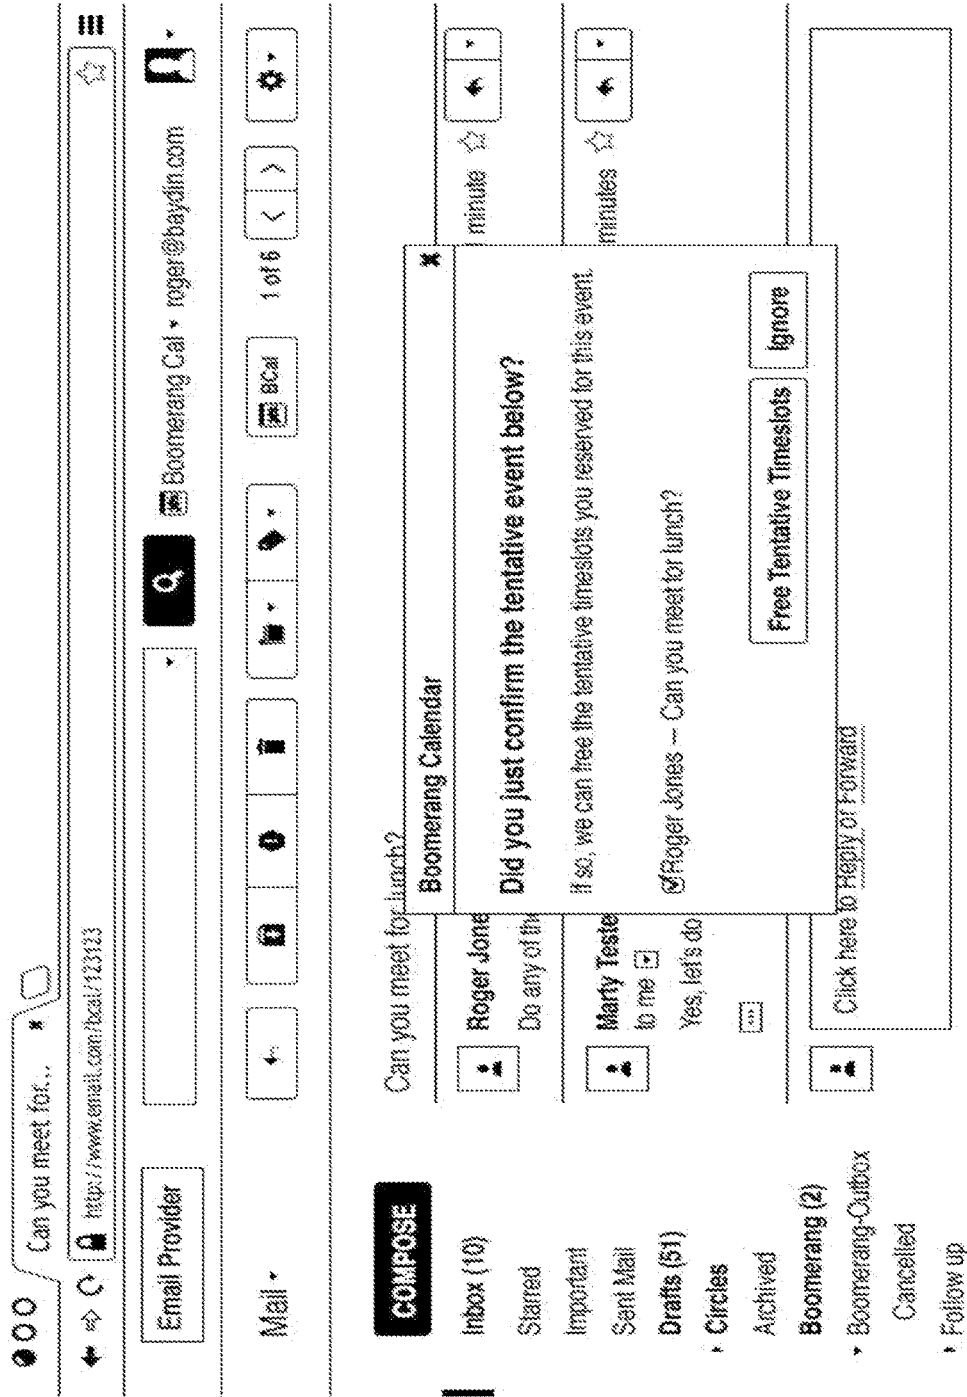 Can you meet for...
http://www.email.com/bcal/123123
Email Provider
Boomerang Cal
roger@baydin.com
Mail
BCal
1 of 6
COMPOSE
Inbox (10)
Starred
Important
Sent Mail
Drafts (51)
Circles
Archived
Boomerang (2)
Boomerang-Outbox
Cancelled
Follow up
Can you meet for lunch?
Roger Jone
minute
Do any of th
Marty Teste
minutes
to me
Yes, let's do
Boomerang Calendar
Did you just confirm the tentative event below?
If so, we can free the tentative timeslots you reserved for this event.
Roger Jones – Can you meet for lunch?
Free Tentative Timeslots
Ignore
Click here to Reply or Forward